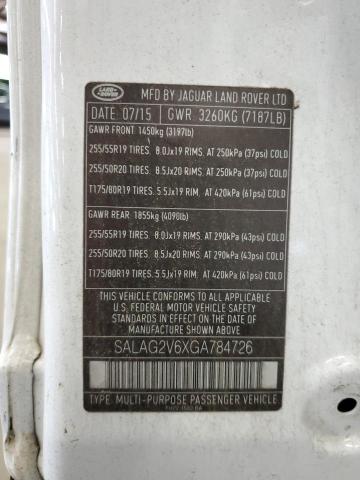 LAND ROVER
MFD BY JAGUAR LAND ROVER LTD
DATE 07/15 GWR 3260KG (7187LB)
GAWR FRONT 1450kg (3197lb)
255/55R19 TIRES. 8.0Jx19 RIMS. AT 250kPa (37psi) COLD
255/50R20 TIRES. 8.5Jx20 RIMS. AT 250kPa (37psi) COLD
T175/80R19 TIRES. 5.5Jx19 RIM. AT 420kPa (61psi) COLD
GAWR REAR 1855kg (4090lb)
255/55R19 TIRES. 8.0Jx19 RIMS. AT 290kPa (43psi) COLD
255/50R20 TIRES. 8.5Jx20 RIMS. AT 290kPa (43psi) COLD
T175/80R19 TIRES. 5.5Jx19 RIM. AT 420kPa (61psi) COLD
THIS VEHICLE CONFORMS TO ALL APPLICABLE
FEDERAL MOTOR VEHICLE SAFETY STANDARDS
IN EFFECT ON THE DATE OF
MANUFACTURE SHOWN ABOVE
SALAG2V6XGA784726
TYPE: MULTI-PURPOSE PASSENGER VEHICLE